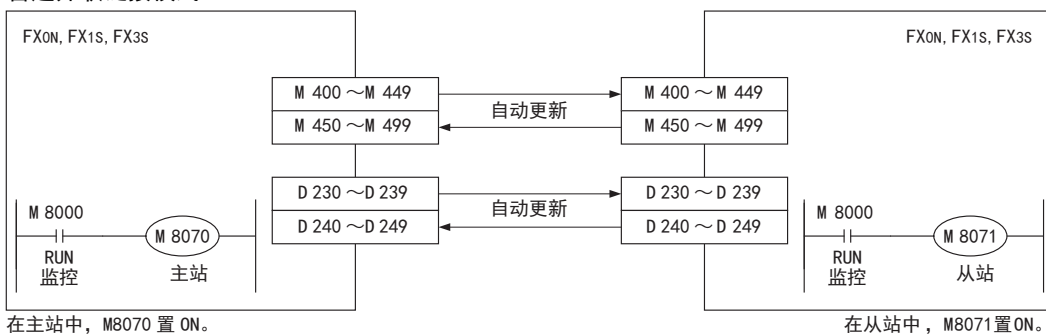 FX0N, FX1S, FX3S
FX0N, FX1S, FX3S
M 400 ～M 449
自动更新
M 400 ～M 449
M 450 ～M 499
M 450 ～M 499
D 230 ～D 239
自动更新
D 230 ～D 239
D 240 ～D 249
D 240 ～D 249
M 8000
M 8070
RUN
监控
主站
M 8000
M 8071
RUN
监控
从站
在主站中，M8070 置 ON。
在从站中，M8071置ON。